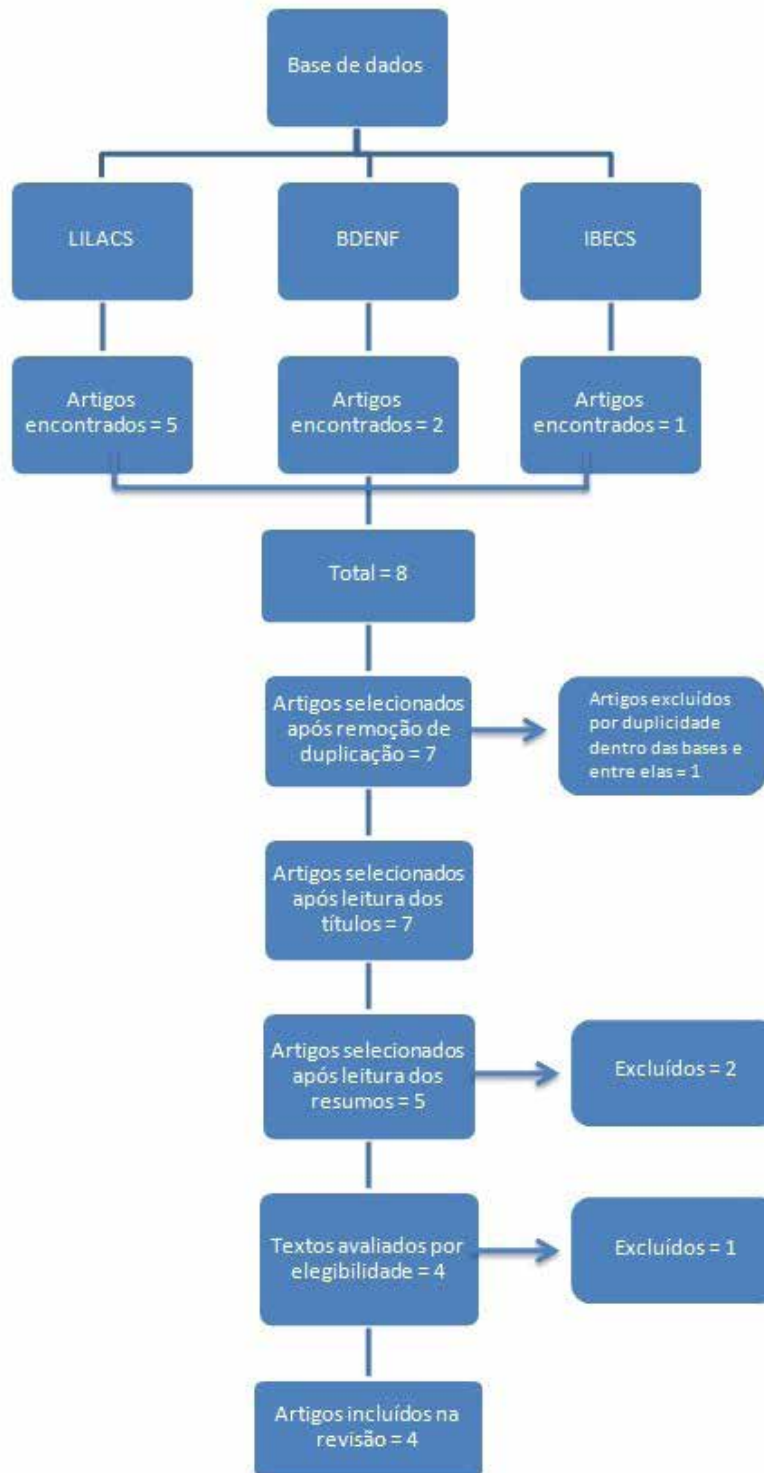 Base de dados
LILACS
BDENF
IBECS
Artigos
encontrados = 5
Artigos
encontrados = 2
Artigos
encontrados = 1
Total = 8
Artigos selecionados
após remoção de
duplicação = 7
Artigos excluídos
por duplicidade
dentro das bases e
entre elas = 1
Artigos selecionados
após leitura dos
títulos = 7
Artigos selecionados
após leitura dos
resumos = 5
Excluídos = 2
Textos avaliados por
elegibilidade = 4
Excluídos = 1
Artigos incluídos na
revisão = 4